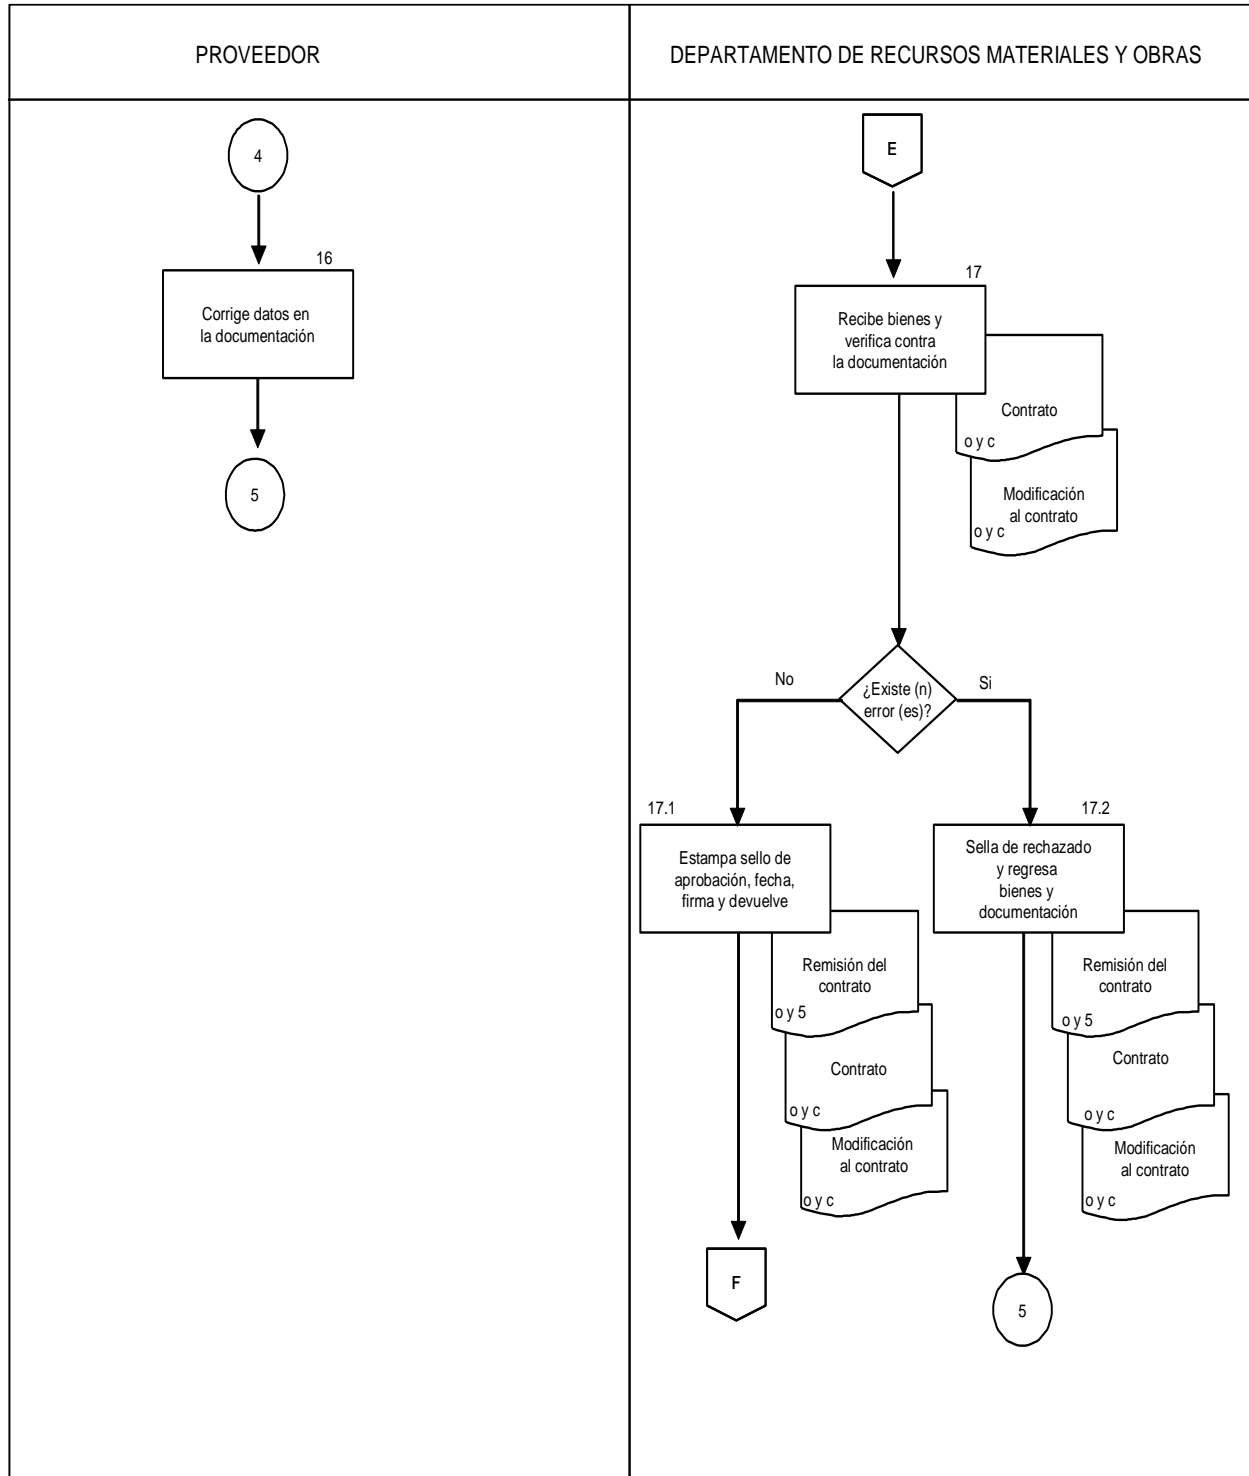 PROVEEDOR
DEPARTAMENTO DE RECURSOS MATERIALES Y OBRAS
4
16
Corrige datos en
la documentación
5
E
17
Recibe bienes y
verifica contra
la documentación
Contrato
o y c
Modificación
al contrato
o y c
¿Existe (n)
error (es)?
No
Si
17.1
Estampa sello de
aprobación, fecha,
firma y devuelve
Remisión del
contrato
o y 5
Contrato
o y c
Modificación
al contrato
o y c
F
17.2
Sella de rechazado
y regresa
bienes y
documentación
Remisión del
contrato
o y 5
Contrato
o y c
Modificación
al contrato
o y c
5